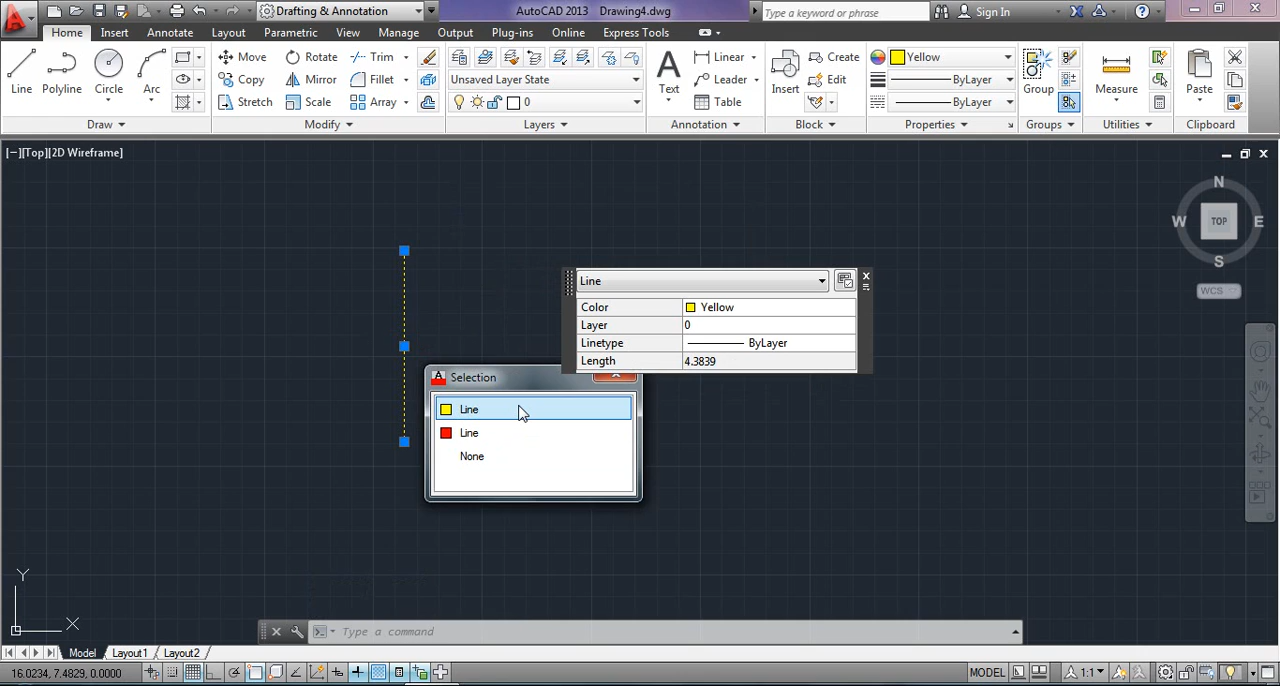 Drafting & Annotation
AutoCAD 2013 Drawing4.dwg
Type a keyword or phrase
Sign In
Home Insert Annotate Layout Parametric View Manage Output Plug-ins Online Express Tools
Line
Polyline
Circle
Arc
Draw
Move
Rotate
Trim
Copy
Mirror
Fillet
Stretch
Scale
Array
Modify
Unsaved Layer State
0
Layers
Text
Linear
Leader
Table
Annotation
Insert
Create
Edit
Block
Yellow
ByLayer
ByLayer
Properties
Group
Groups
Measure
Utilities
Paste
Clipboard
[−][Top][2D Wireframe]
N
W
TOP
E
S
WCS
Line
Color Yellow
Layer 0
Linetype ByLayer
Length 4.3839
A Selection
Line
Line
None
Y
X
Type a command
Model Layout1 Layout2
16.0234, 7.4829, 0.0000
MODEL
1:1